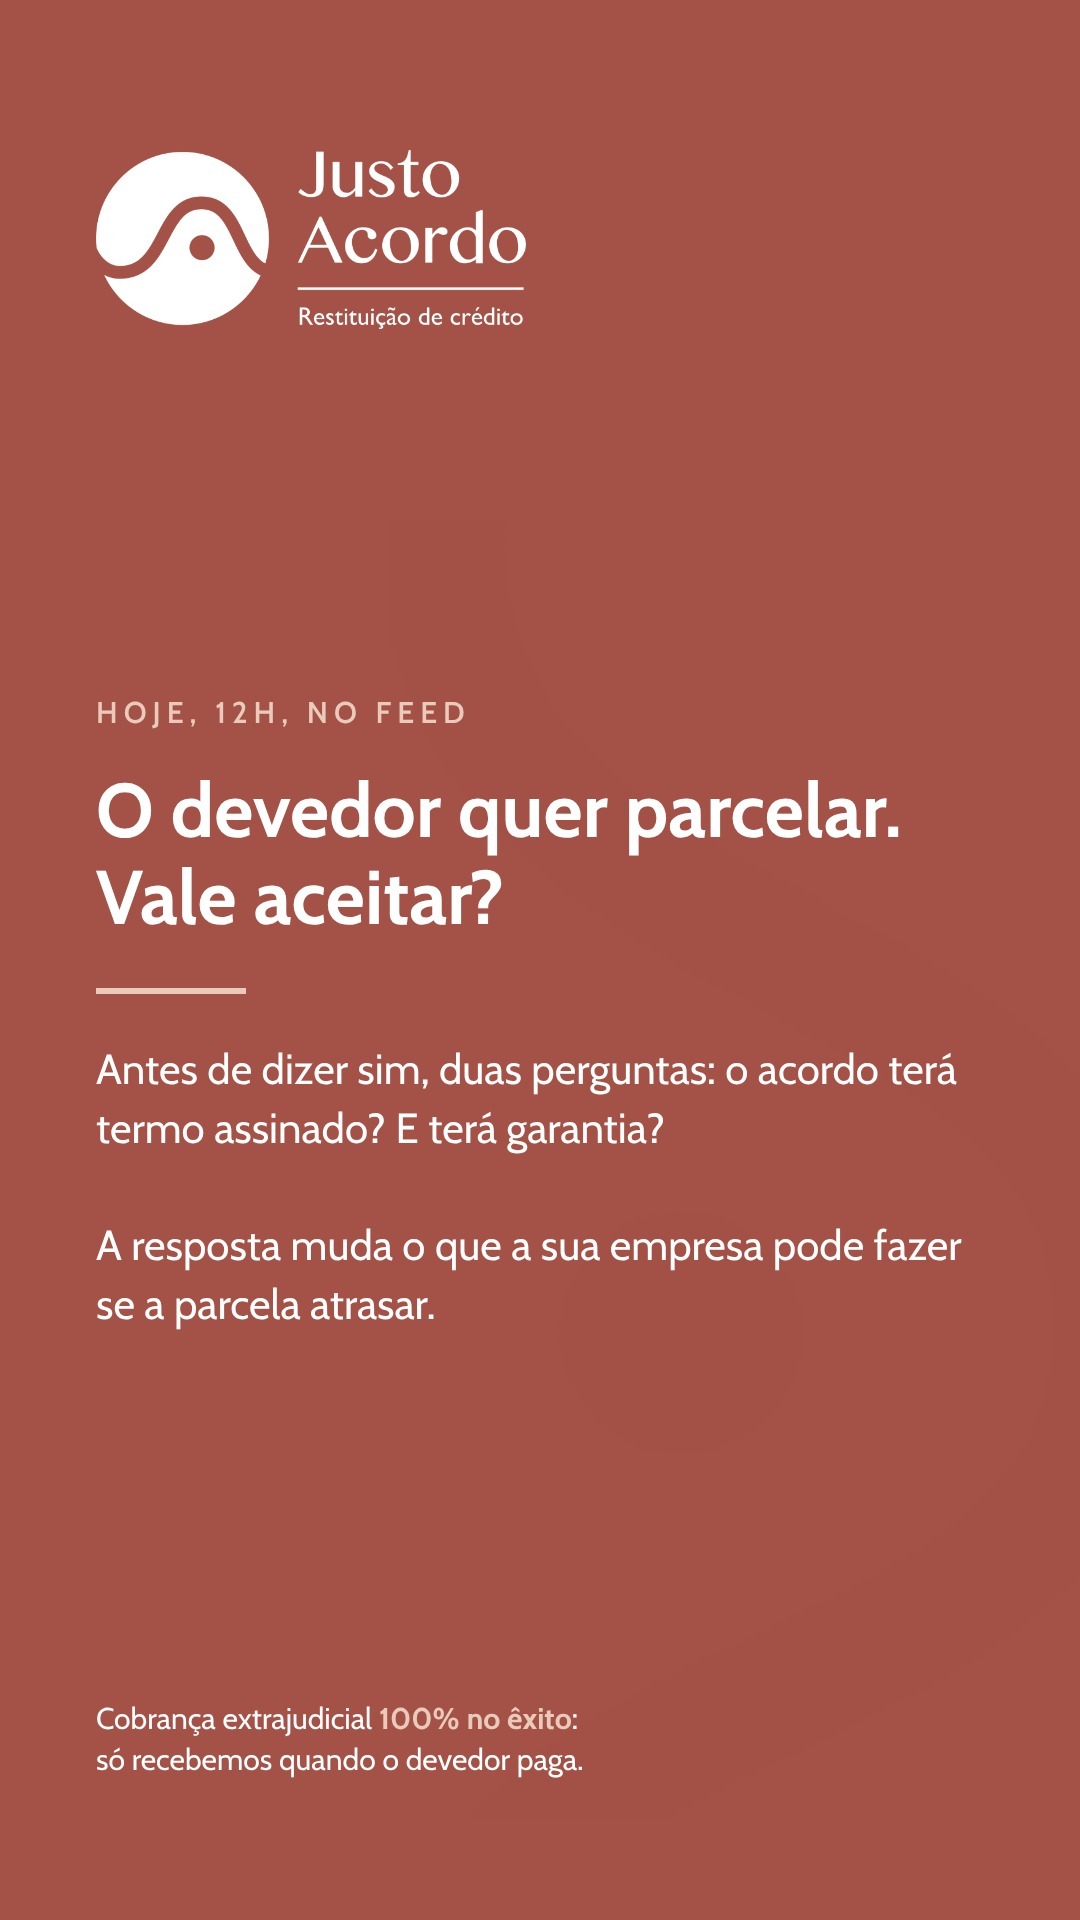 Justo
Acordo
Restituição de crédito
HOJE, 12H, NO FEED
O devedor quer parcelar.
Vale aceitar?
Antes de dizer sim, duas perguntas: o acordo terá
termo assinado? E terá garantia?
A resposta muda o que a sua empresa pode fazer
se a parcela atrasar.
Cobrança extrajudicial 100% no êxito:
só recebemos quando o devedor paga.